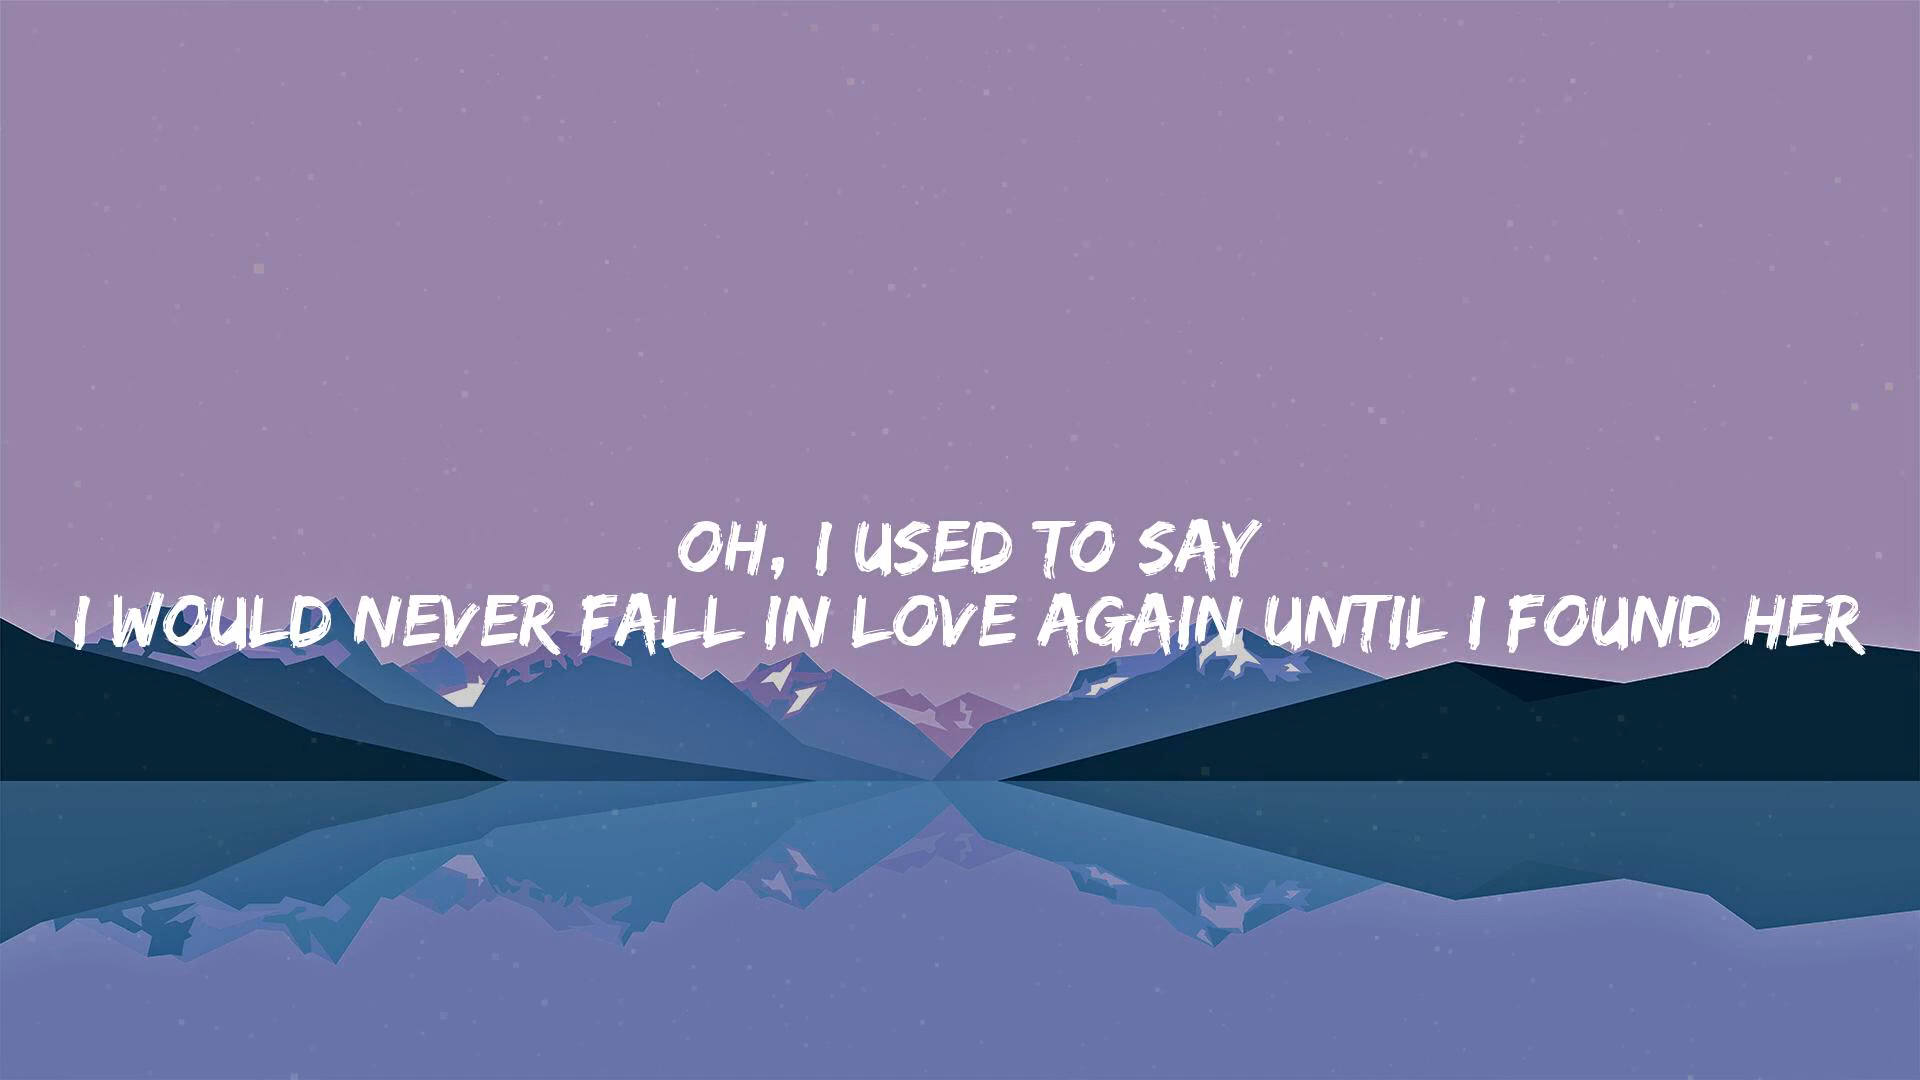 OH, I USED TO SAY
I WOULD NEVER FALL IN LOVE AGAIN UNTIL I FOUND HER